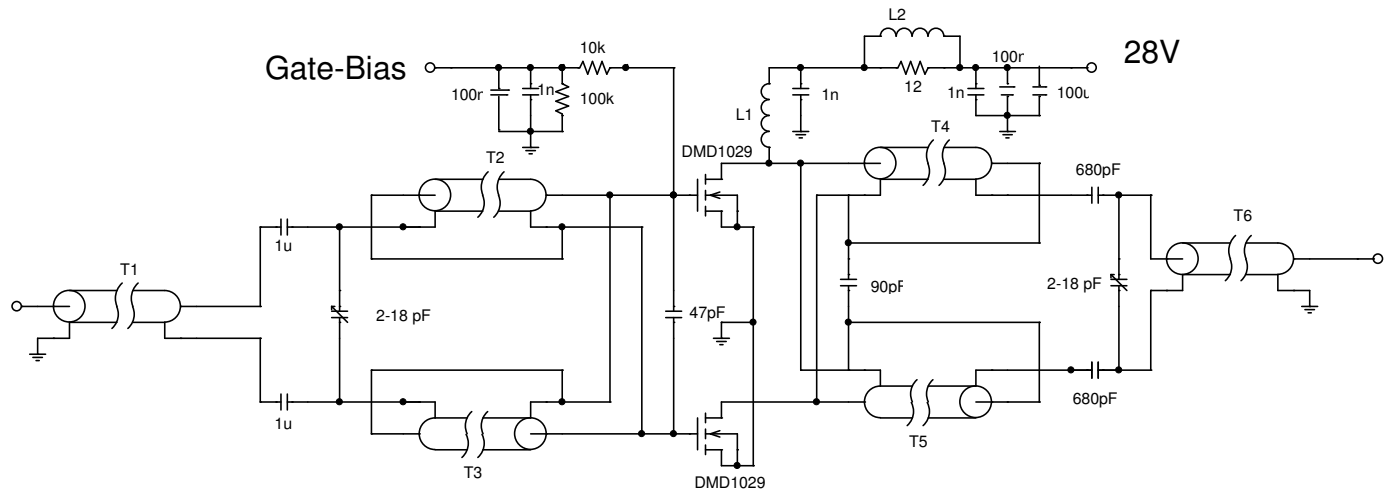 L2
10k
28V
Gate-Bias
100r
12
100r
1n
100k
1n
1n
100u
L1
T4
DMD1029
T2
680pF
T6
1u
T1
2-18 pF
47pF
90pF
2-18 pF
1u
680pF
T5
T3
DMD1029